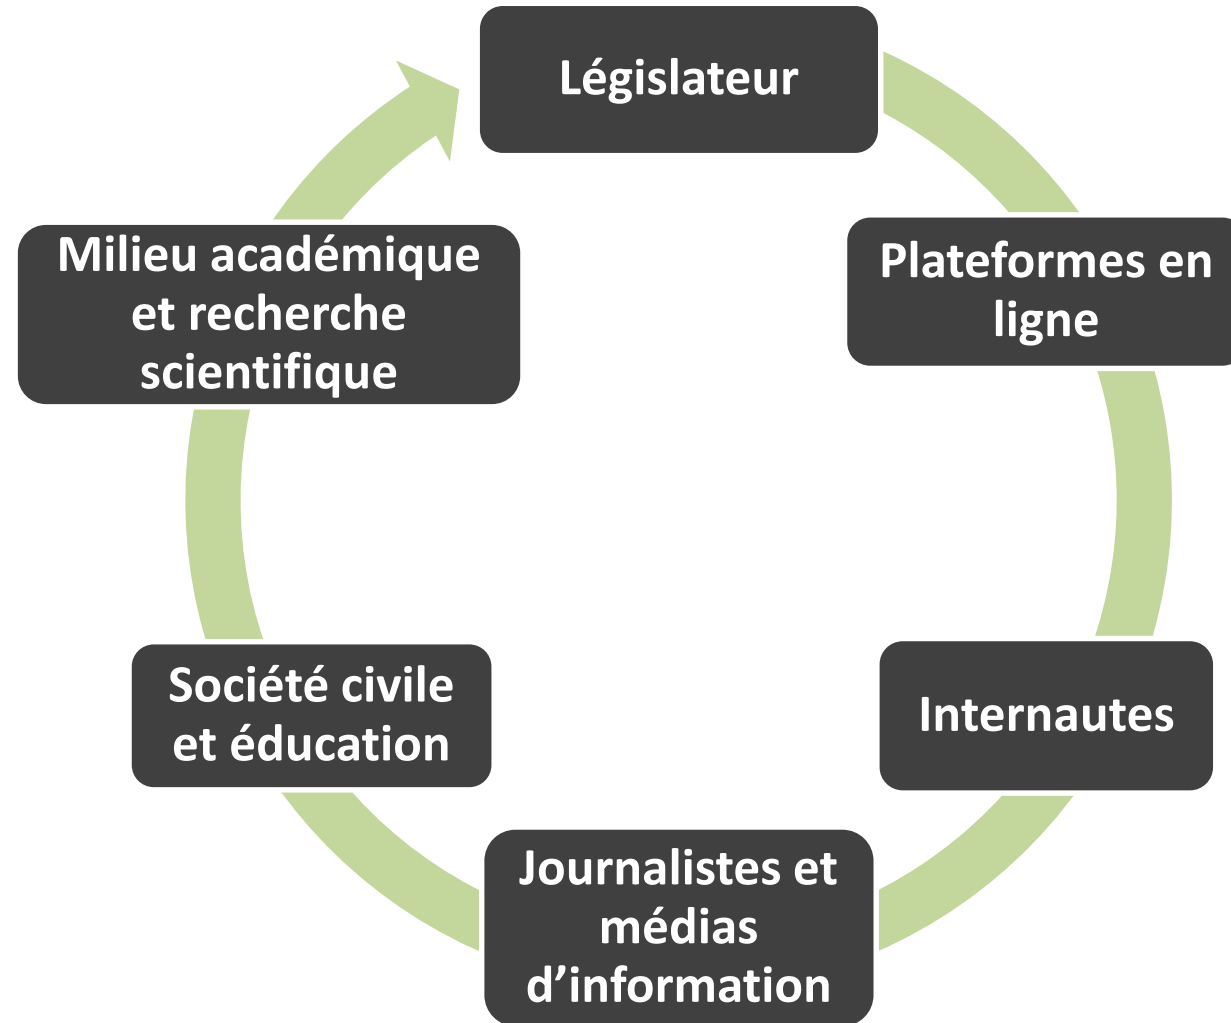 Législateur
Plateformes en
ligne
Internautes
Journalistes et
médias
d’information
Société civile
et éducation
Milieu académique
et recherche
scientifique